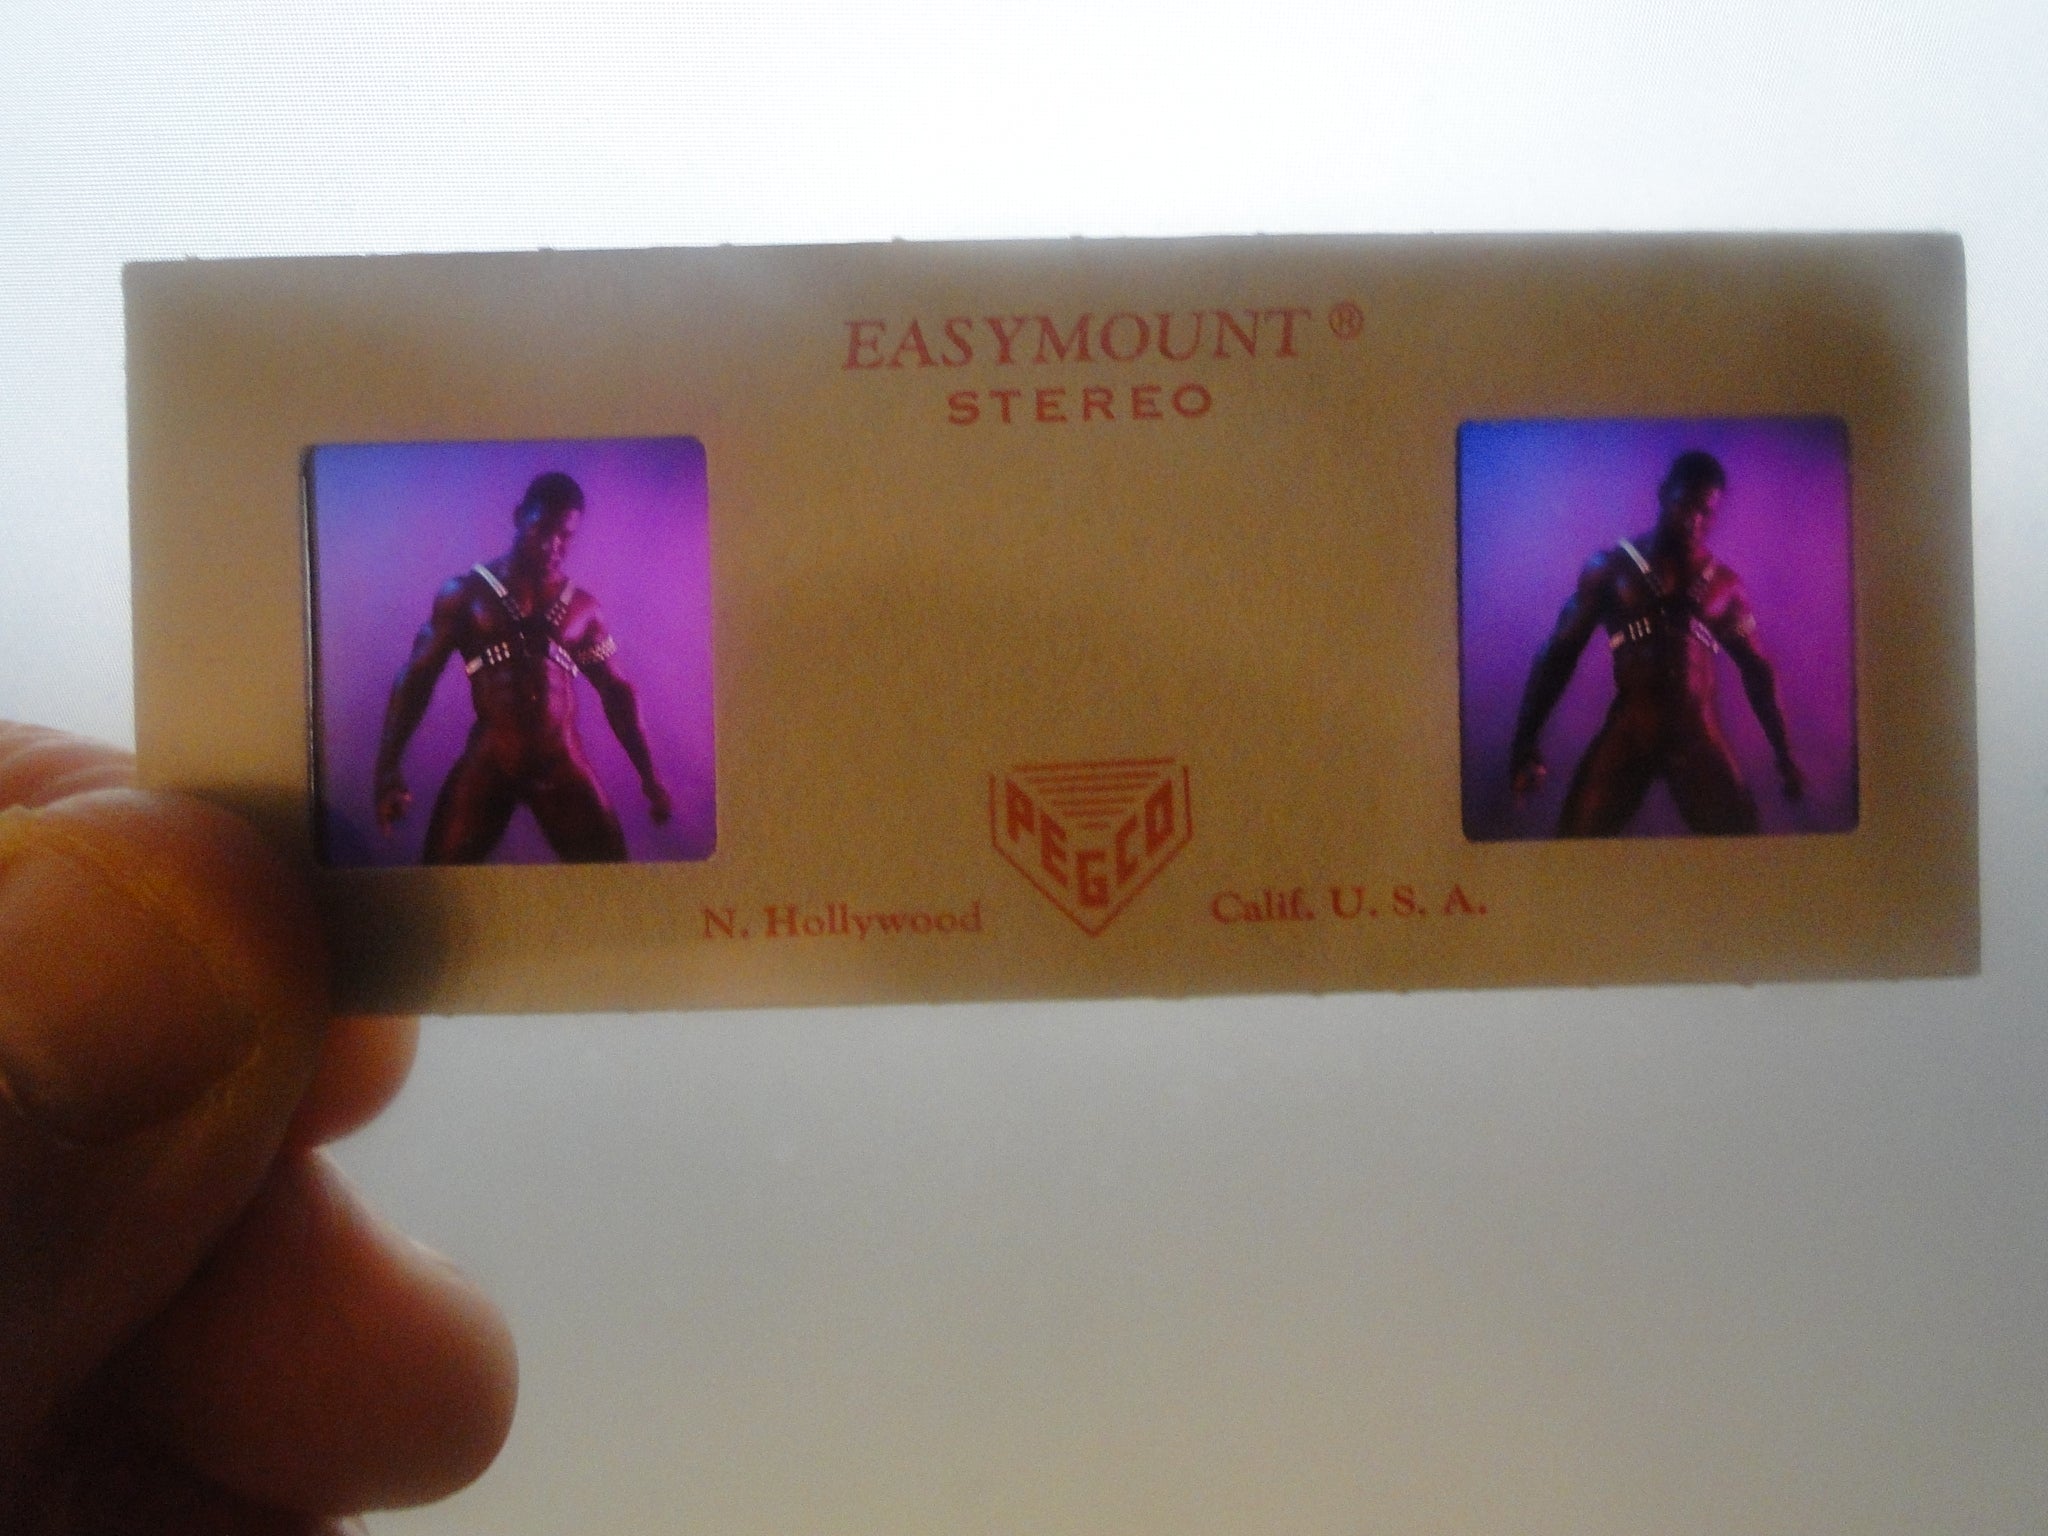 EASYMOUNT ®
STEREO
PEGCO
N. Hollywood Calif. U. S. A.